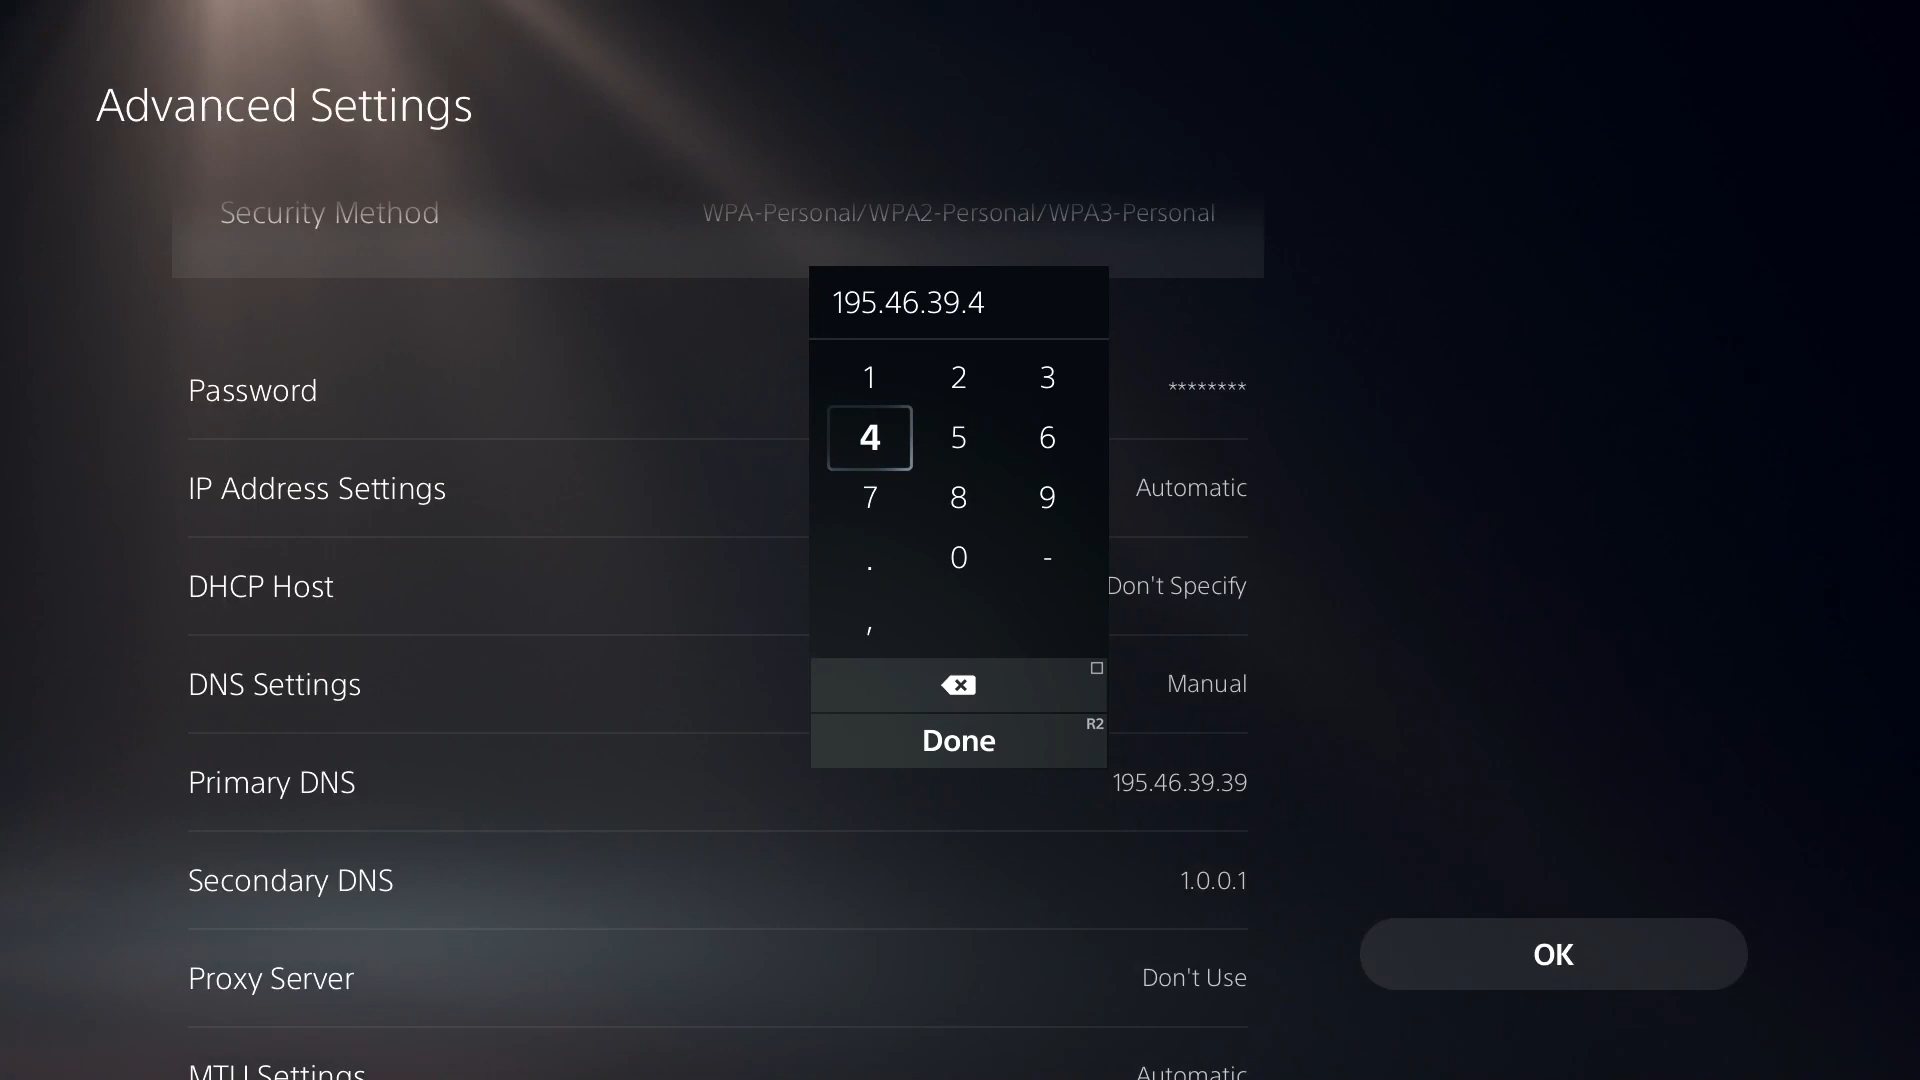 Advanced Settings
Security Method WPA-Personal/WPA2-Personal/WPA3-Personal
195.46.39.4
1 2 3
Password ********
4 5 6
IP Address Settings Automatic
7 8 9
. 0 -
DHCP Host Don't Specify
,
DNS Settings Manual
Done R2
Primary DNS 195.46.39.39
Secondary DNS 1.0.0.1
OK
Proxy Server Don't Use
MTU Settings Automatic